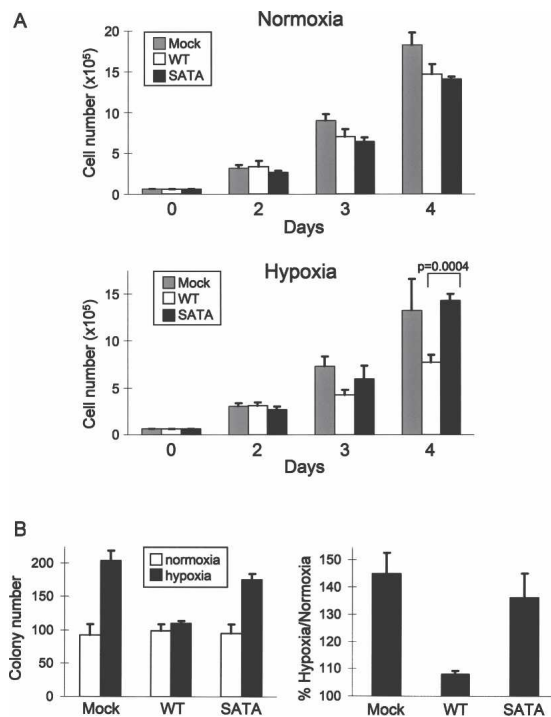 A
Normoxia
Cell number (x10⁵)
20
15
10
5
0
Mock
WT
SATA
0 2 3 4
Days
Hypoxia
p=0.0004
Cell number (x10⁵)
15
10
5
0
Mock
WT
SATA
0 2 3 4
Days
B
Colony number
200
150
100
50
0
normoxia
hypoxia
Mock WT SATA
% Hypoxia/Normoxia
150
140
130
120
110
100
Mock WT SATA